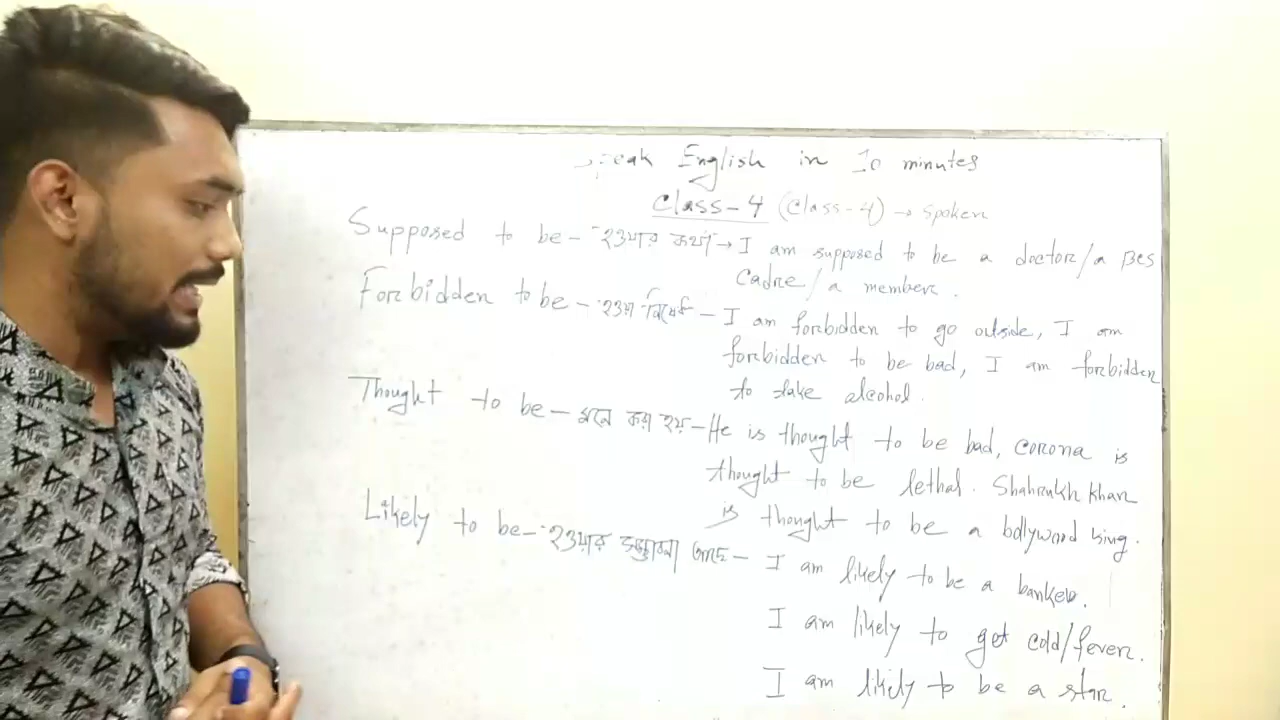 Speak English in 10 minutes
Class-4 (Class-4) → Spoken
Supposed to be - "হওয়ার কথা" → I am supposed to be a doctor/a BCS
Cadre/a member.
Forbidden to be - "হওয়া নিষেধ" - I am forbidden to go outside, I am
forbidden to be bad, I am forbidden
to take alcohol.
Thought to be - মনে করা হয় - He is thought to be bad, corona is
thought to be lethal. Shahrukh khan
is thought to be a bollywood king.
Likely to be - "হওয়ার সম্ভাবনা আছে - I am likely to be a banker.
I am likely to get cold/fever.
I am likely to be a star.